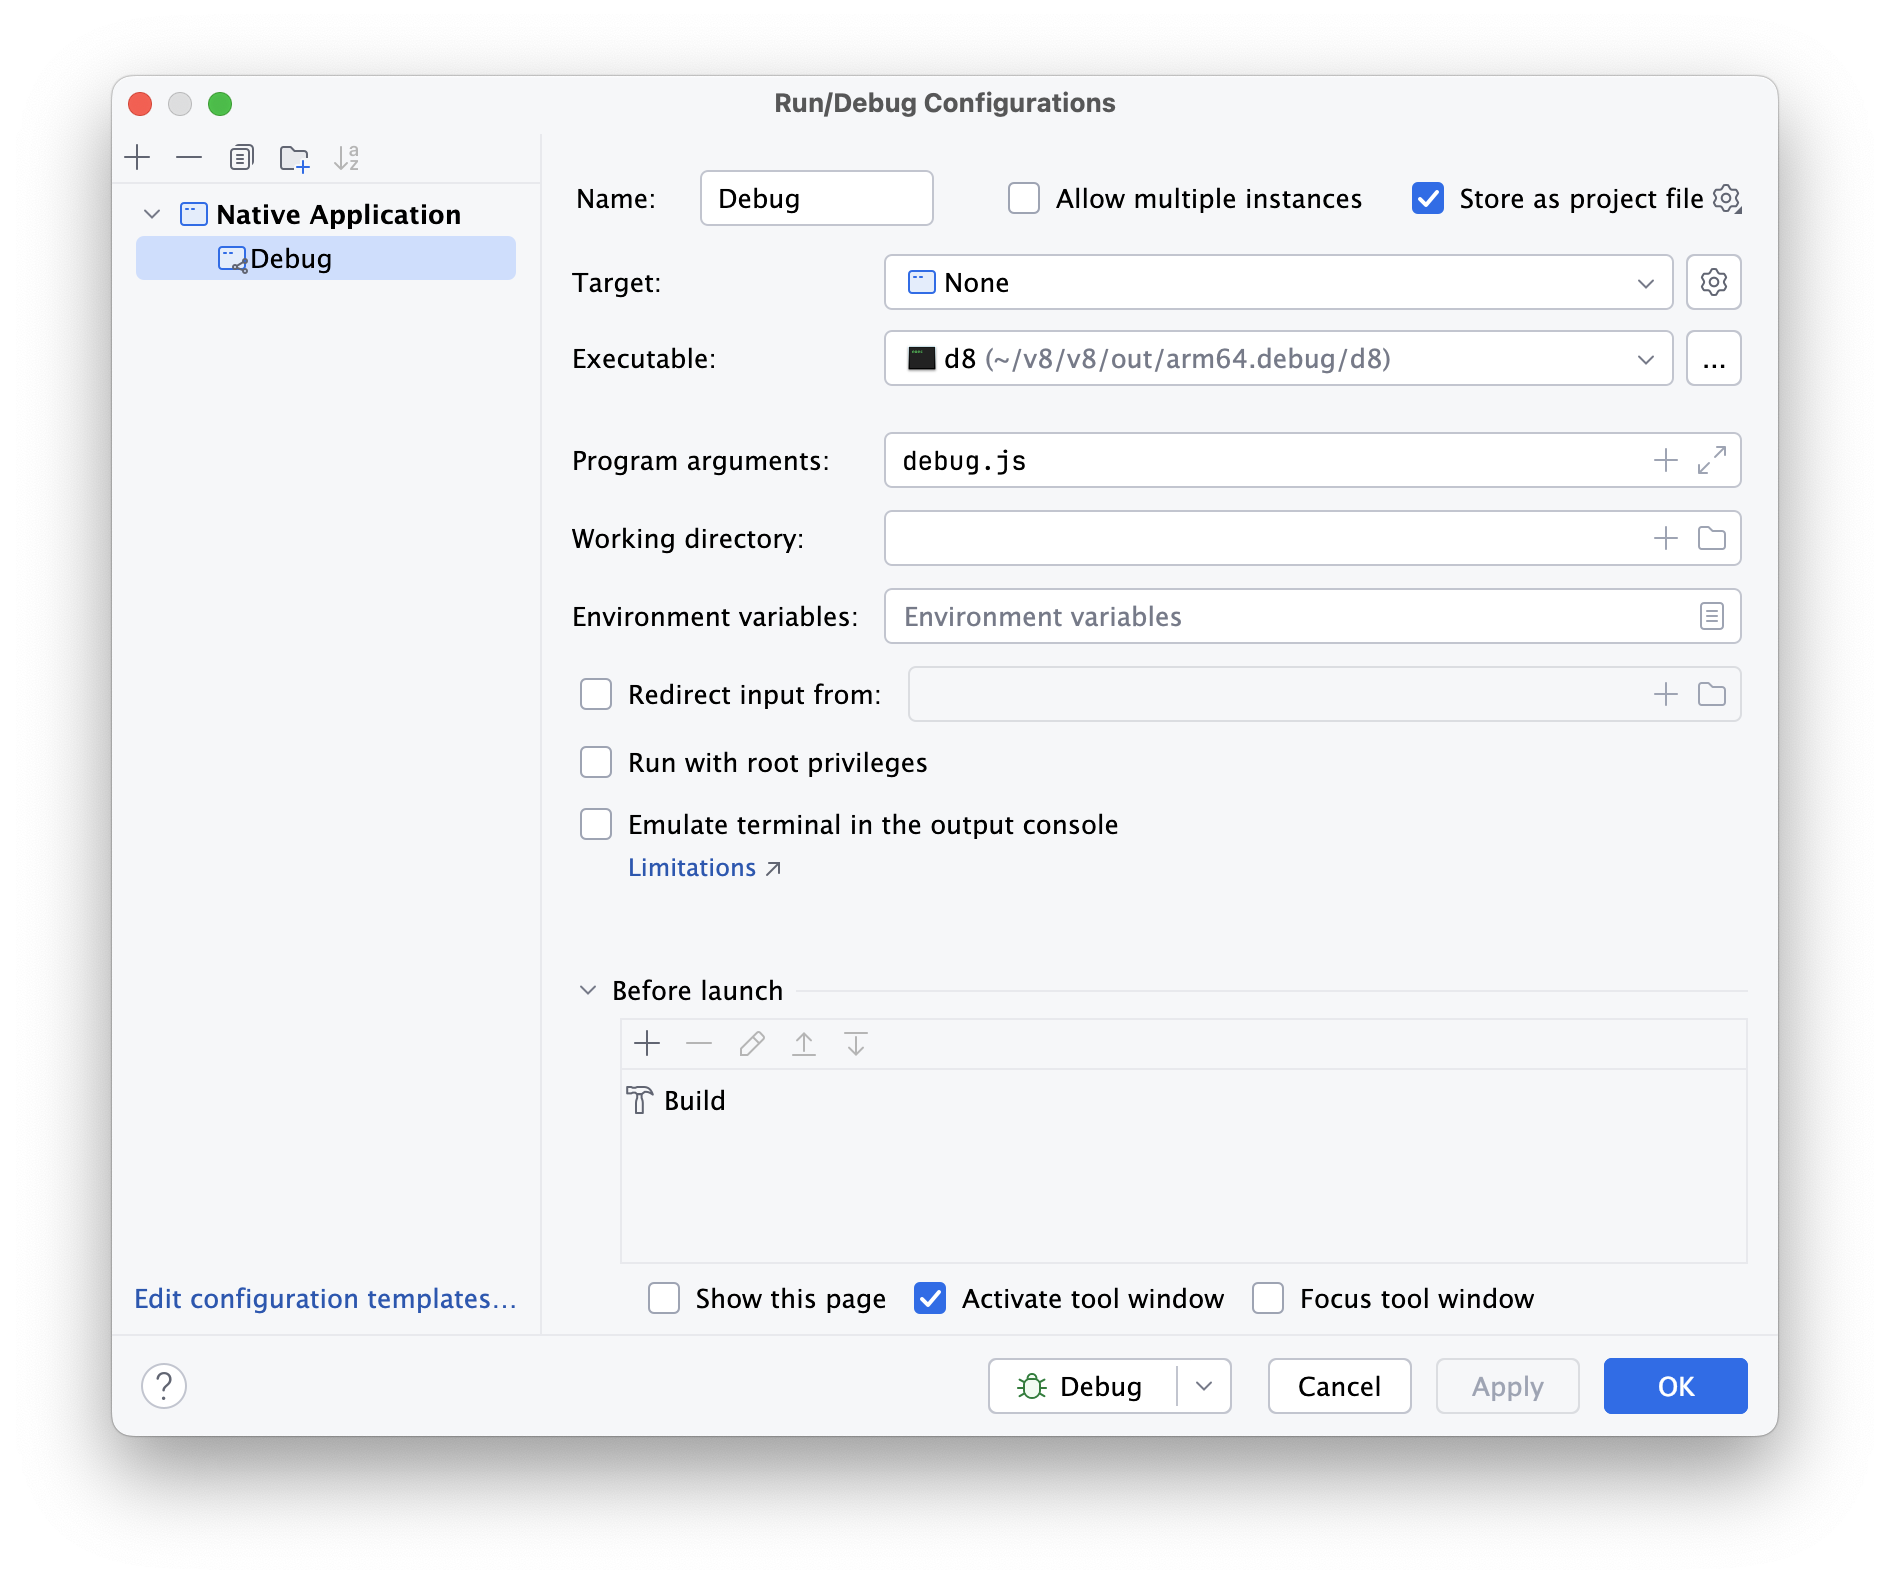 Run/Debug Configurations
Native Application
Debug
Edit configuration templates...
Name: Debug Allow multiple instances Store as project file
Target: None
Executable: d8 (~/v8/v8/out/arm64.debug/d8) ...
Program arguments: debug.js
Working directory:
Environment variables: Environment variables
Redirect input from:
Run with root privileges
Emulate terminal in the output console
Limitations ↗
Before launch
Build
Show this page Activate tool window Focus tool window
? Debug Cancel Apply OK